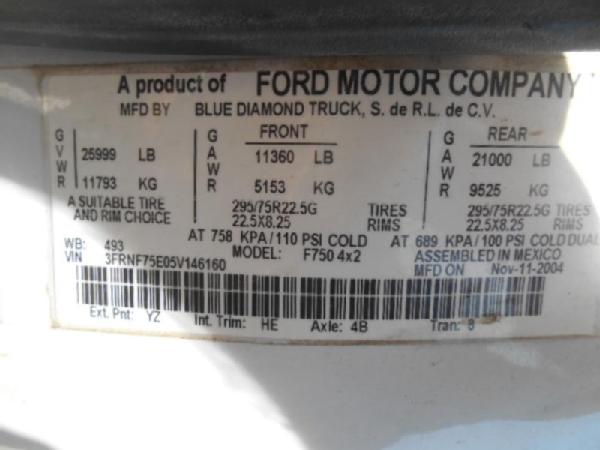 A product of FORD MOTOR COMPANY
MFD BY BLUE DIAMOND TRUCK, S. de R.L. de C.V.
GVWR 25999 LB 11793 KG
FRONT GAWR 11360 LB 5153 KG
REAR GAWR 21000 LB 9525 KG
A SUITABLE TIRE AND RIM CHOICE
295/75R22.5G TIRES 295/75R22.5G TIRES
22.5X8.25 RIMS 22.5X8.25 RIMS
AT 758 KPA/110 PSI COLD AT 689 KPA/100 PSI COLD DUAL
WB: 493
VIN 3FRNF75E05V146160 MODEL: F750 4x2
ASSEMBLED IN MEXICO
MFD ON Nov-11-2004
Ext. Pnt: YZ Int. Trim: HE Axle: 4B Tran: 8